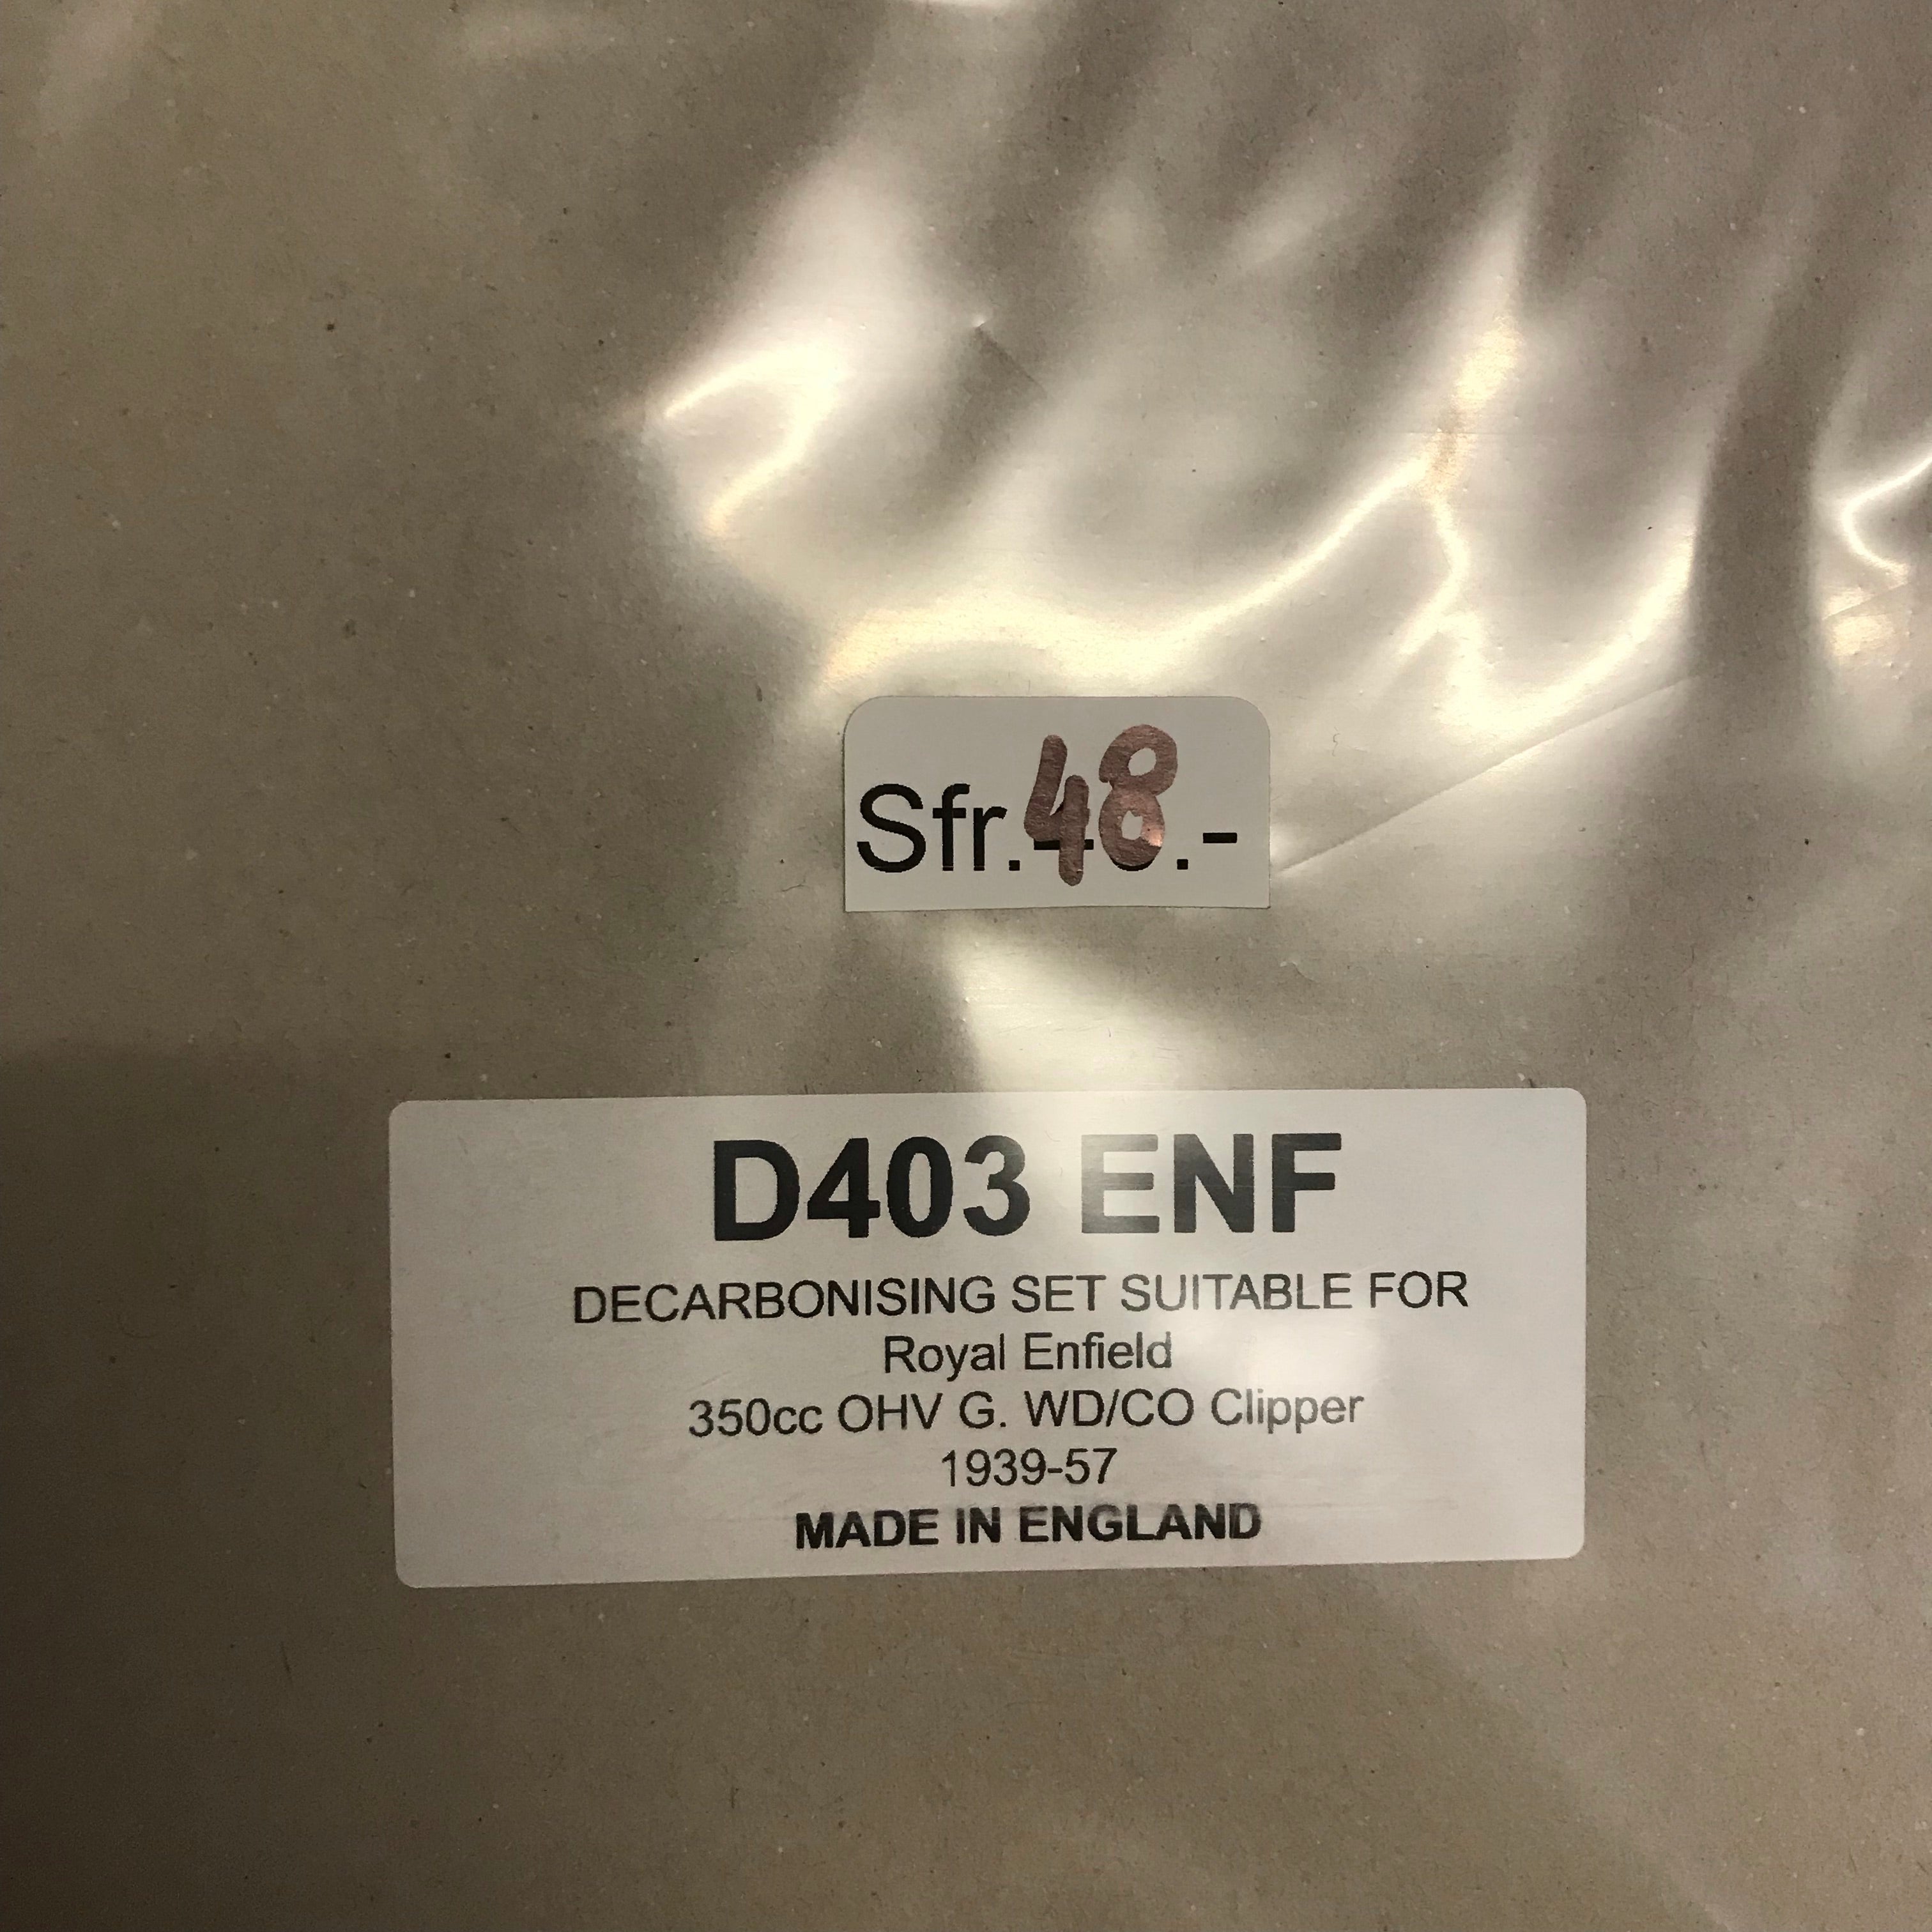 Sfr.48.-
D403 ENF
DECARBONISING SET SUITABLE FOR
Royal Enfield
350cc OHV G. WD/CO Clipper
1939-57
MADE IN ENGLAND